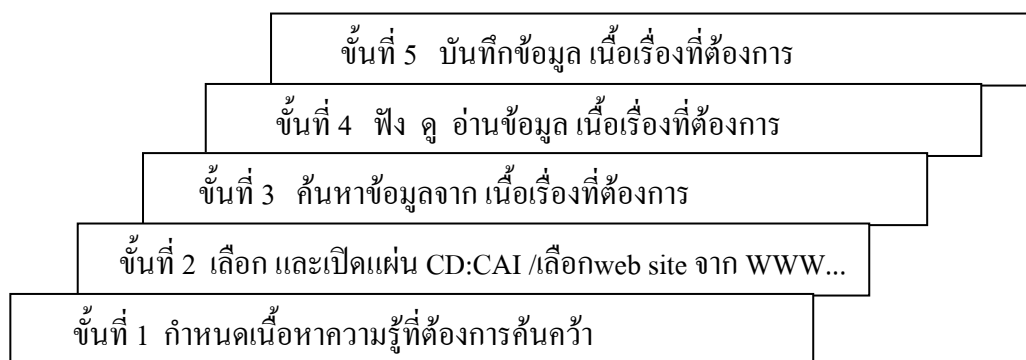 ขั้นที่ 5 บันทึกข้อมูล เนื้อเรื่องที่ต้องการ
ขั้นที่ 4 ฟัง ดู อ่านข้อมูล เนื้อเรื่องที่ต้องการ
ขั้นที่ 3 ค้นหาข้อมูลจาก เนื้อเรื่องที่ต้องการ
ขั้นที่ 2 เลือก และเปิดแผ่น CD:CAI /เลือกweb site จาก WWW...
ขั้นที่ 1 กำหนดเนื้อหาความรู้ที่ต้องการค้นคว้า